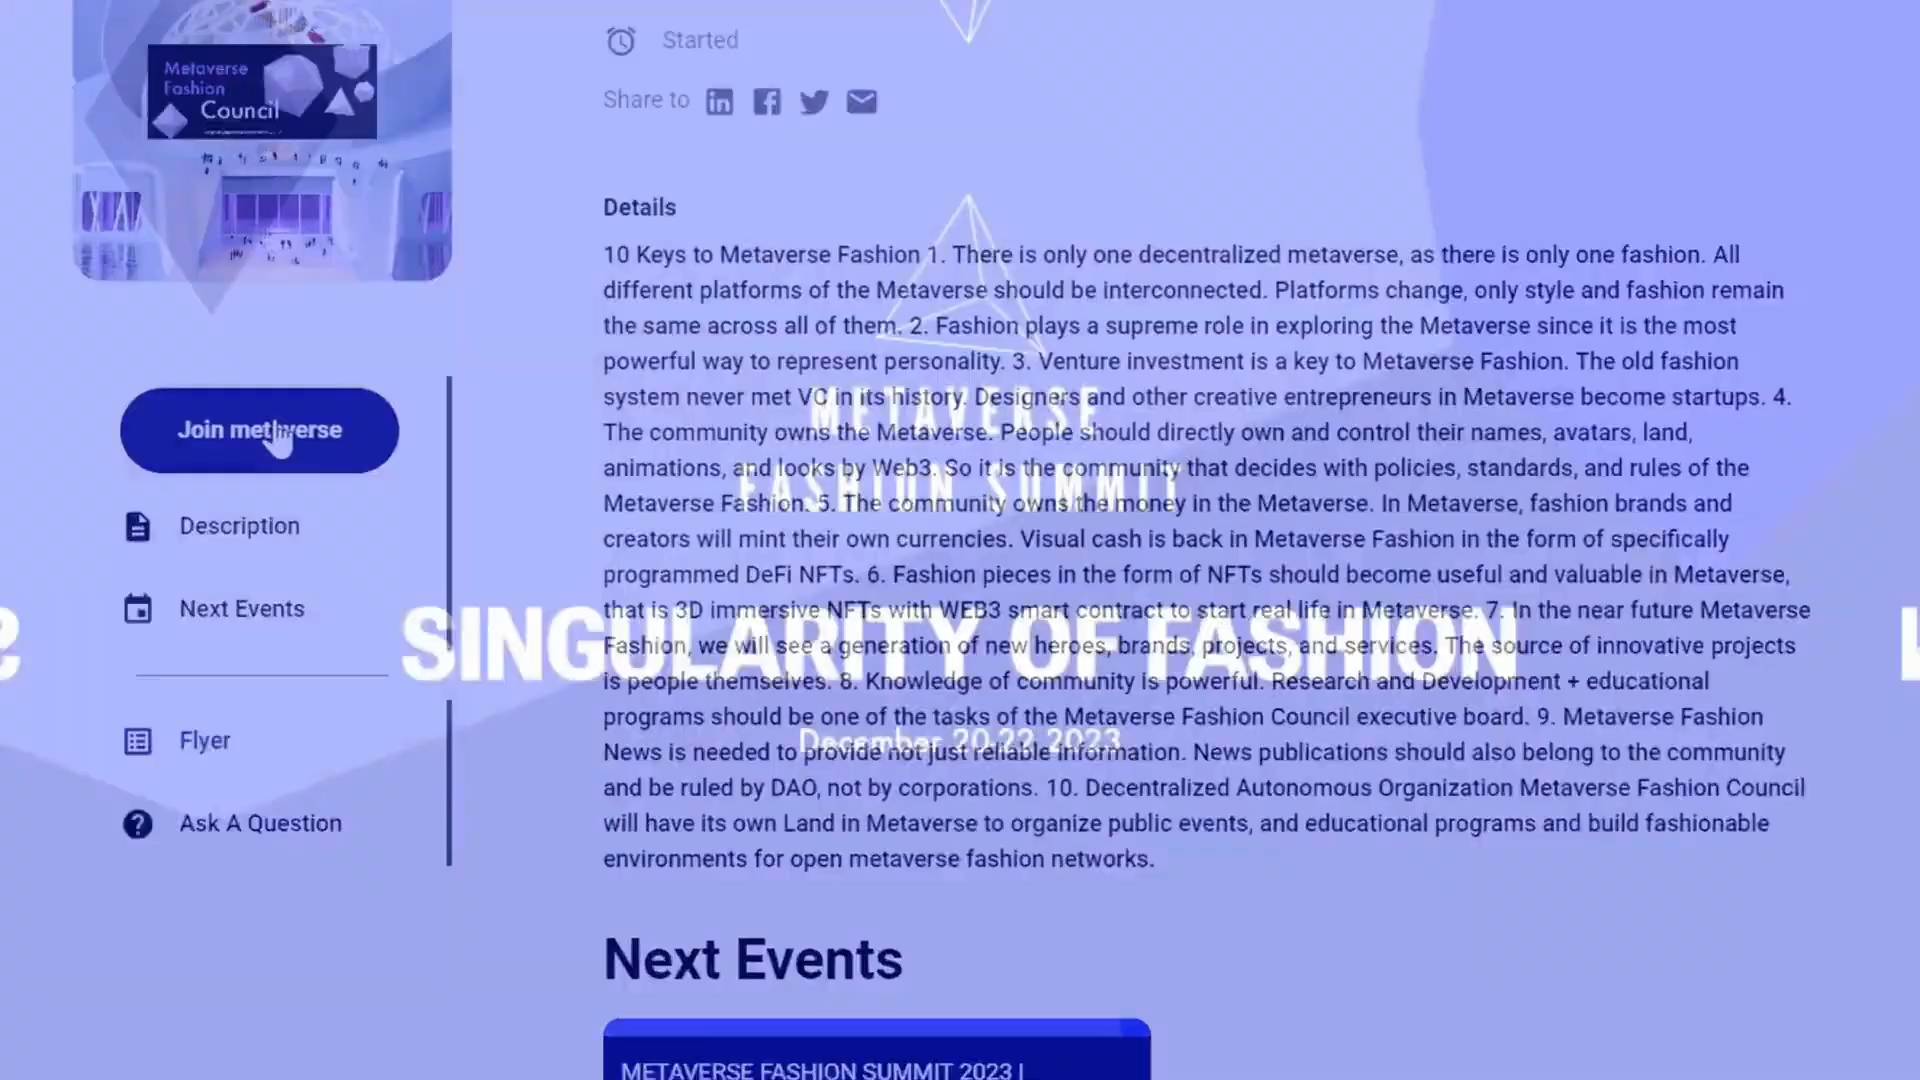 Metaverse
Fashion
Council
Started
Share to
Details
10 Keys to Metaverse Fashion 1. There is only one decentralized metaverse, as there is only one fashion. All
different platforms of the Metaverse should be interconnected. Platforms change, only style and fashion remain
the same across all of them. 2. Fashion plays a supreme role in exploring the Metaverse since it is the most
powerful way to represent personality. 3. Venture investment is a key to Metaverse Fashion. The old fashion
system never met VC in its history. Designers and other creative entrepreneurs in Metaverse become startups. 4.
The community owns the Metaverse. People should directly own and control their names, avatars, land,
animations, and looks by Web3. So it is the community that decides with policies, standards, and rules of the
Metaverse Fashion. 5. The community owns the money in the Metaverse. In Metaverse, fashion brands and
creators will mint their own currencies. Visual cash is back in Metaverse Fashion in the form of specifically
programmed DeFi NFTs. 6. Fashion pieces in the form of NFTs should become useful and valuable in Metaverse,
that is 3D immersive NFTs with WEB3 smart contract to start real life in Metaverse. 7. In the near future Metaverse
Fashion, we will see a generation of new heroes, brands, projects, and services. The source of innovative projects
is people themselves. 8. Knowledge of community is powerful. Research and Development + educational
programs should be one of the tasks of the Metaverse Fashion Council executive board. 9. Metaverse Fashion
News is needed to provide not just reliable information. News publications should also belong to the community
and be ruled by DAO, not by corporations. 10. Decentralized Autonomous Organization Metaverse Fashion Council
will have its own Land in Metaverse to organize public events, and educational programs and build fashionable
environments for open metaverse fashion networks.
METAVERSE
FASHION SUMMIT
SINGULARITY OF FASHION
December 20-22 2023
Join metaverse
Description
Next Events
Flyer
Ask A Question
Next Events
METAVERSE FASHION SUMMIT 2023 |